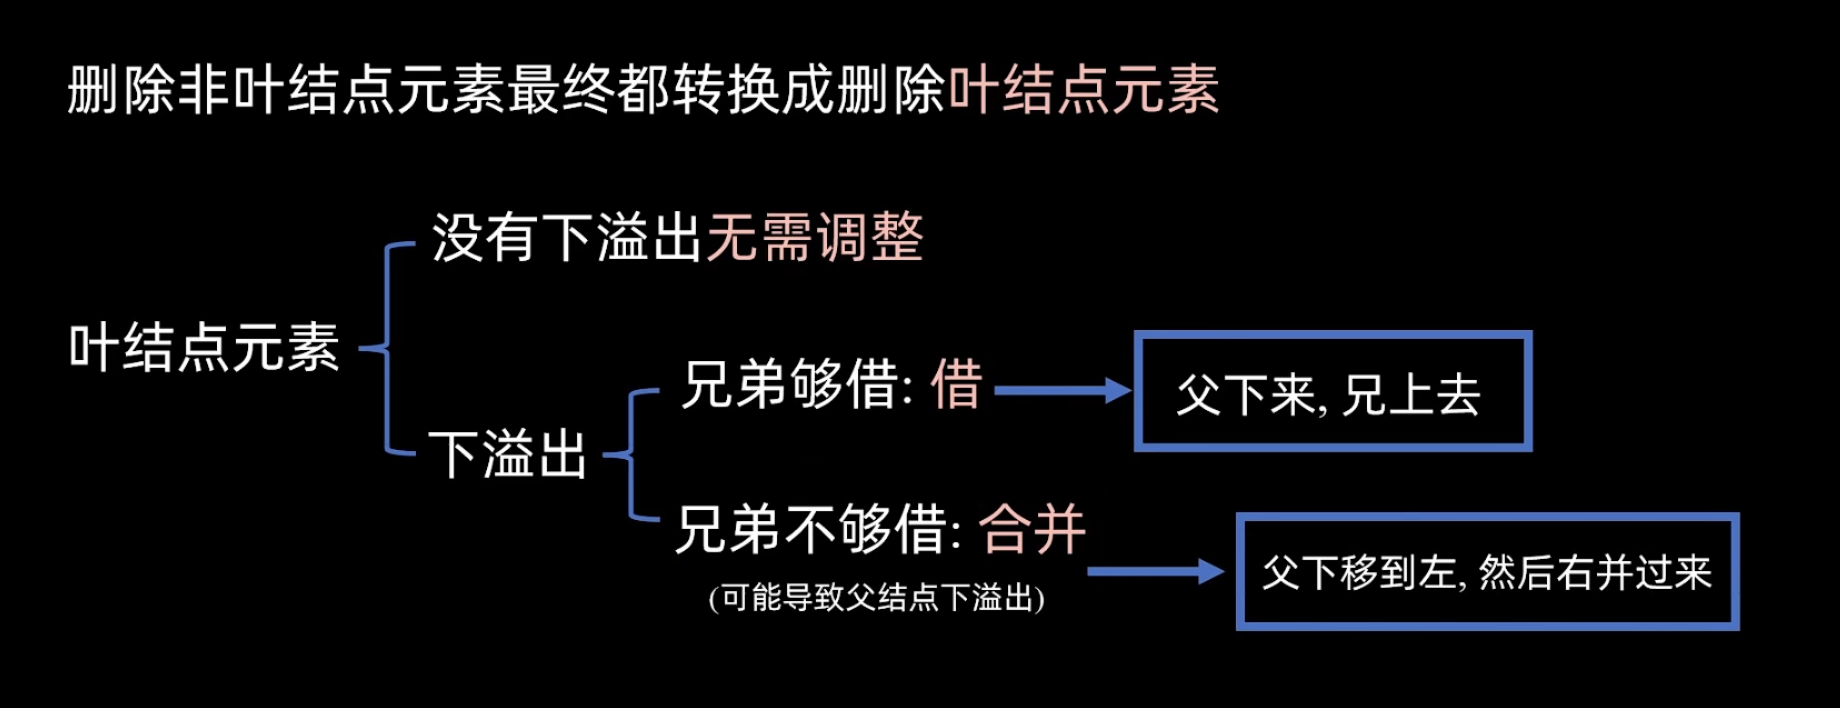 删除非叶结点元素最终都转换成删除叶结点元素
没有下溢出无需调整
叶结点元素
兄弟够借: 借
父下来, 兄上去
下溢出
兄弟不够借: 合并
(可能导致父结点下溢出)
父下移到左, 然后右并过来